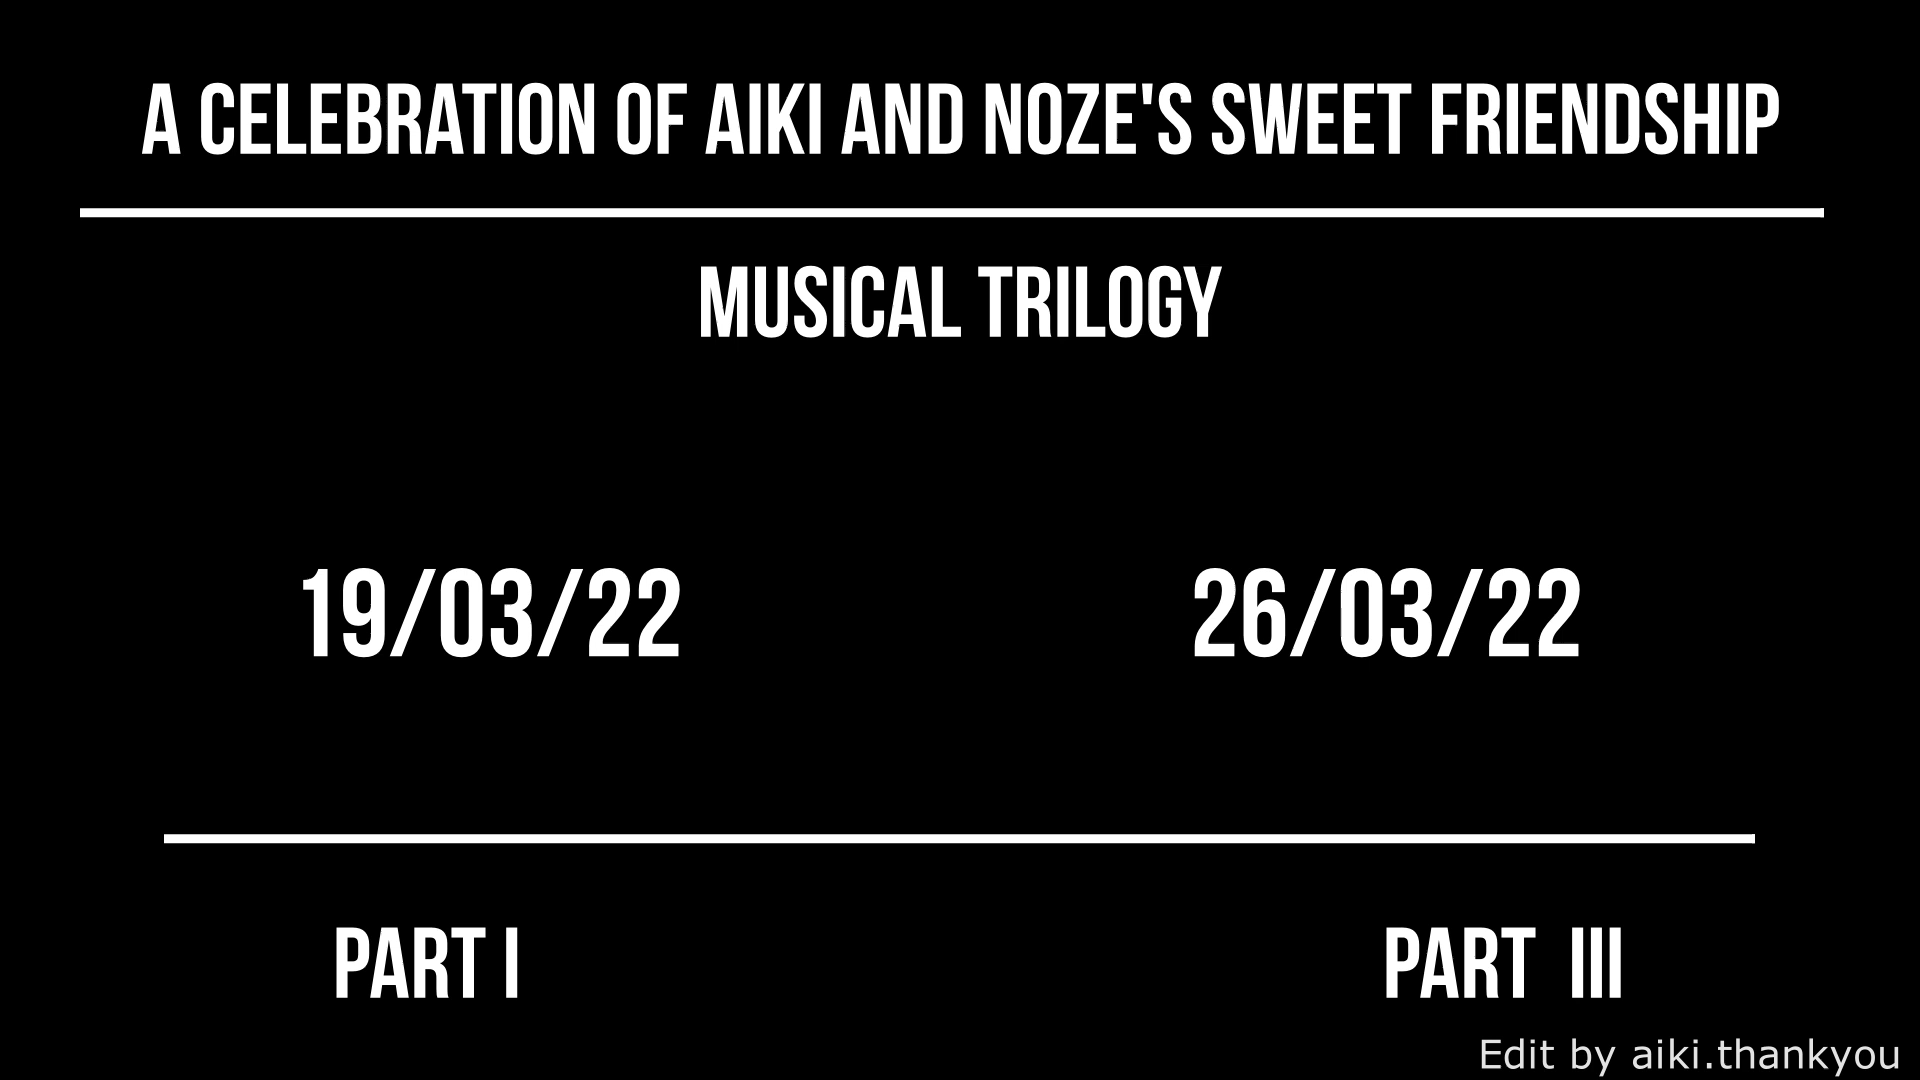 A CELEBRATION OF AIKI AND NOZE'S SWEET FRIENDSHIP
MUSICAL TRILOGY
19/03/22 26/03/22
PART I PART III
Edit by aiki.thankyou